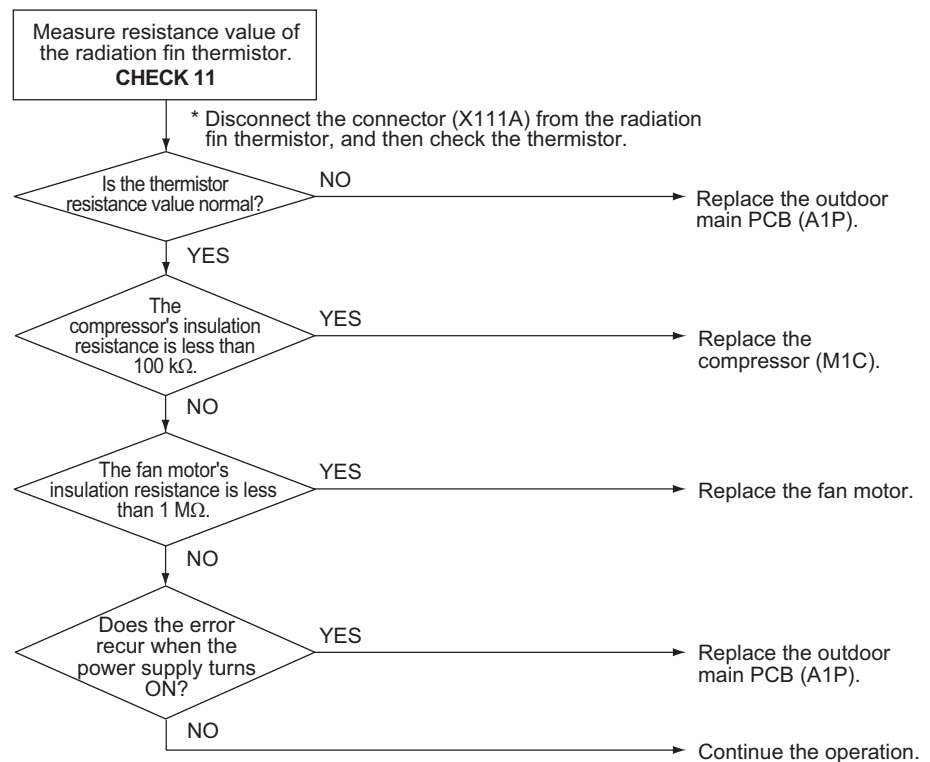 Measure resistance value of
the radiation fin thermistor.
CHECK 11
* Disconnect the connector (X111A) from the radiation
fin thermistor, and then check the thermistor.
Is the thermistor
resistance value normal?
NO
Replace the outdoor
main PCB (A1P).
YES
The
compressor's insulation
resistance is less than
100 kΩ.
YES
Replace the
compressor (M1C).
NO
The fan motor's
insulation resistance is less
than 1 MΩ.
YES
Replace the fan motor.
NO
Does the error
recur when the
power supply turns
ON?
YES
Replace the outdoor
main PCB (A1P).
NO
Continue the operation.